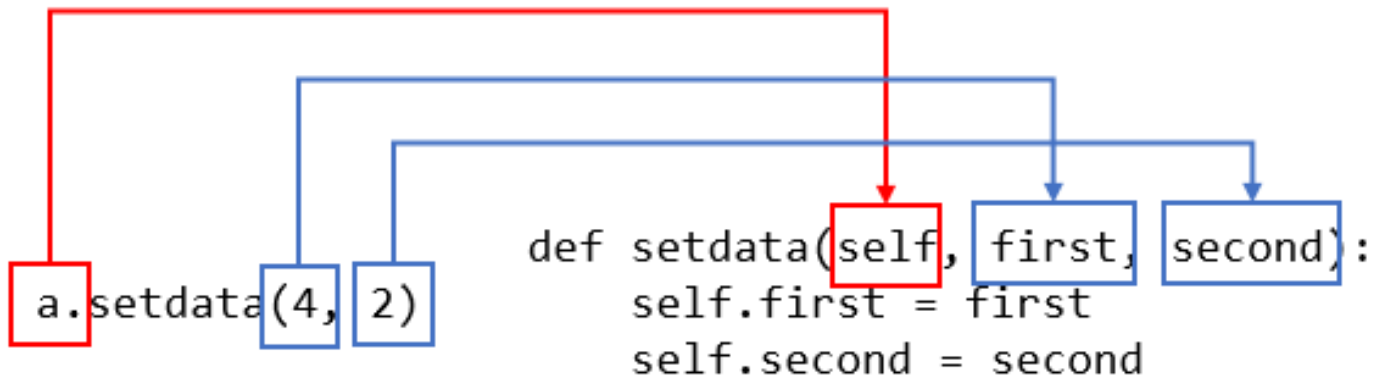 def setdata(self, first, second):
a.setdata(4, 2)
self.first = first
self.second = second